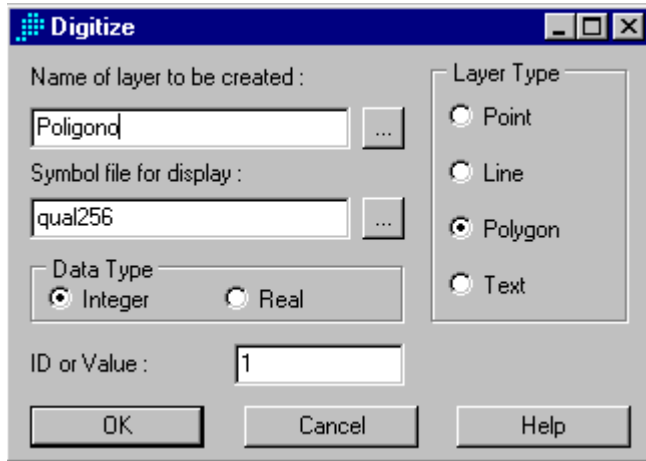 Digitize
Name of layer to be created :
Poligono
...
Symbol file for display :
qual256
...
Layer Type
Point
Line
Polygon
Text
Data Type
Integer Real
ID or Value :
1
OK Cancel Help